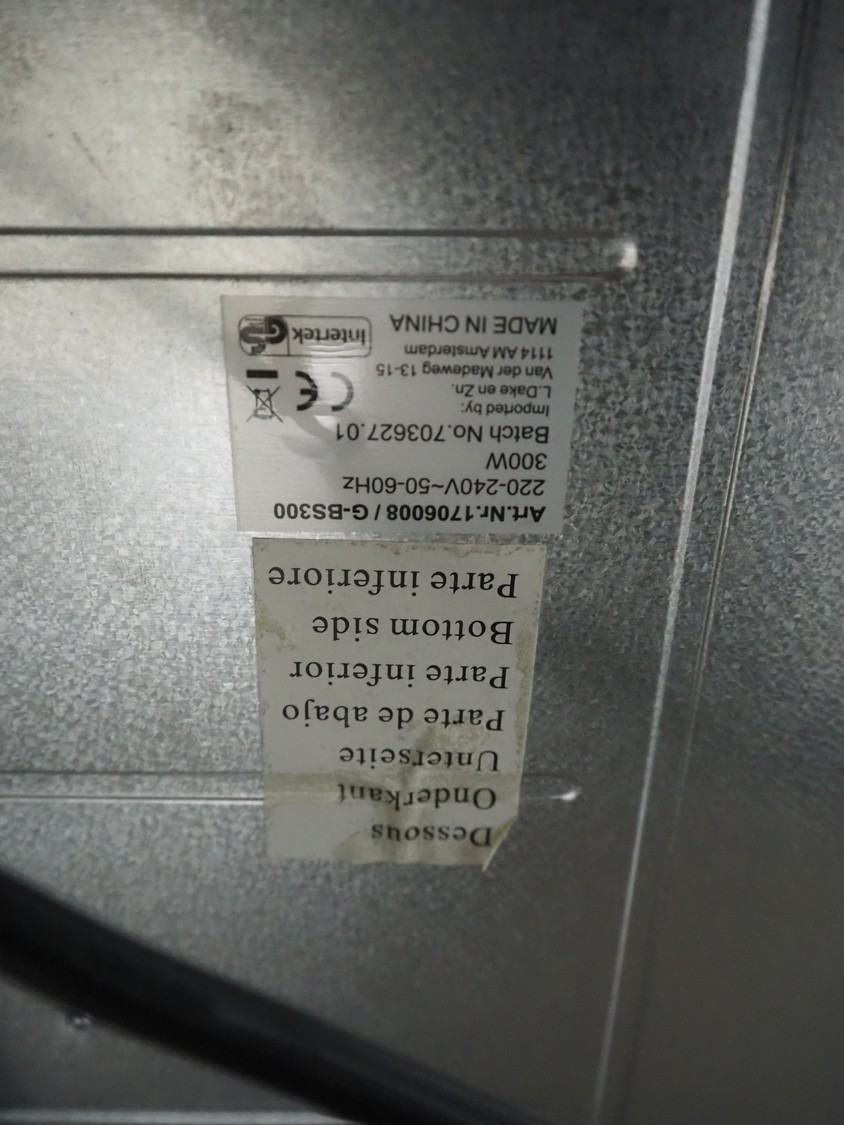 Art.Nr.1706008 / G-BS300
220-240V~50-60Hz
300W
Batch No.703627.01
Imported by:
L.Dake en Zn.
Van der Madeweg 13-15
1114 AM Amsterdam
MADE IN CHINA
CE
Intertek
GS
Dessous
Onderkant
Unterseite
Parte de abajo
Parte inferior
Bottom side
Parte inferiore